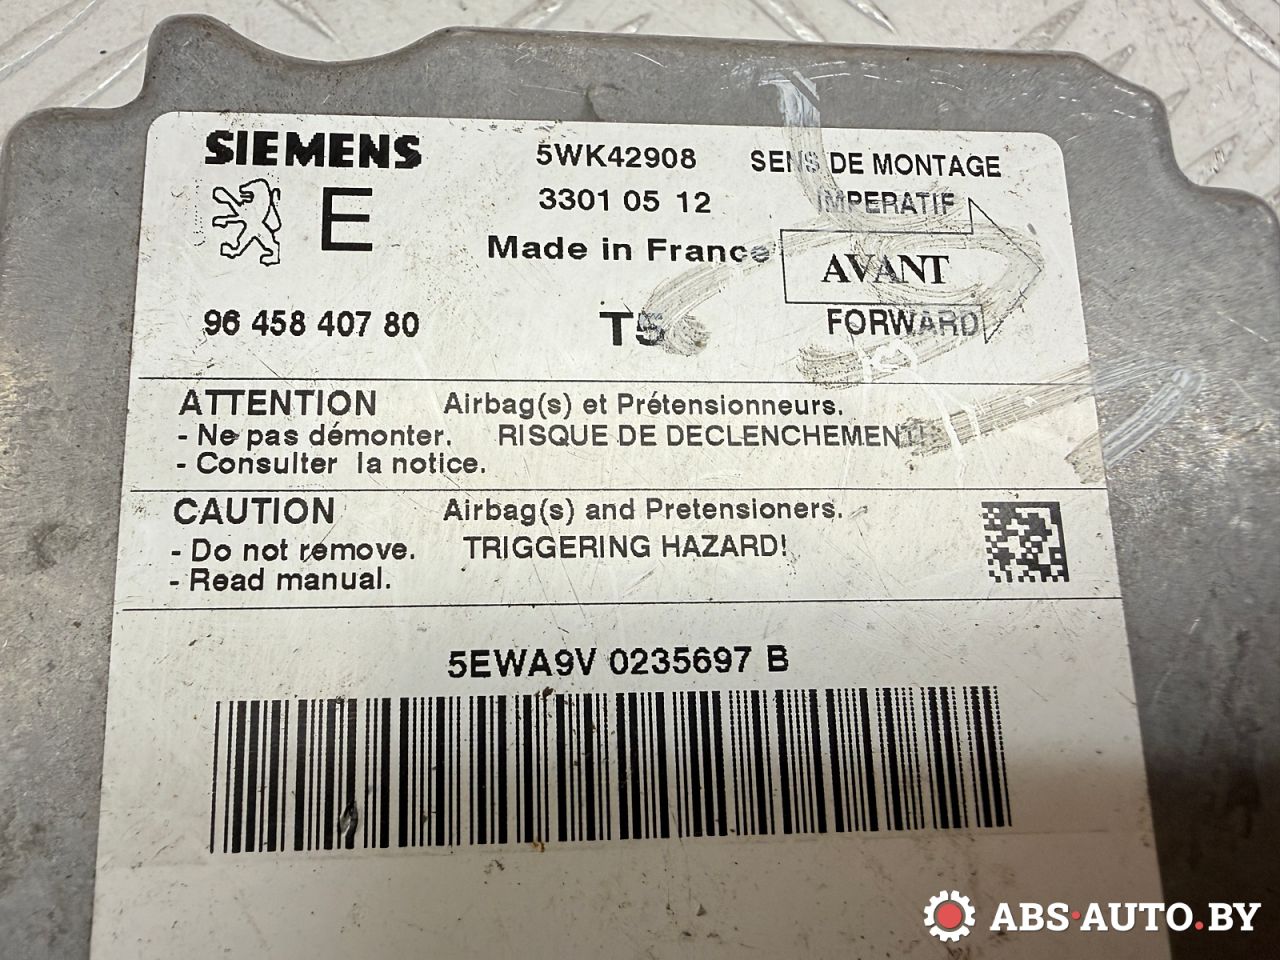 SIEMENS
5WK42908
SENS DE MONTAGE
E
3301 05 12
IMPERATIF
Made in France
AVANT
96 458 407 80
T5
FORWARD
ATTENTION Airbag(s) et Prétensionneurs.
- Ne pas démonter. RISQUE DE DECLENCHEMENT!
- Consulter la notice.
CAUTION Airbag(s) and Pretensioners.
- Do not remove. TRIGGERING HAZARD!
- Read manual.
5EWA9V 0235697 B
ABS·AUTO.BY